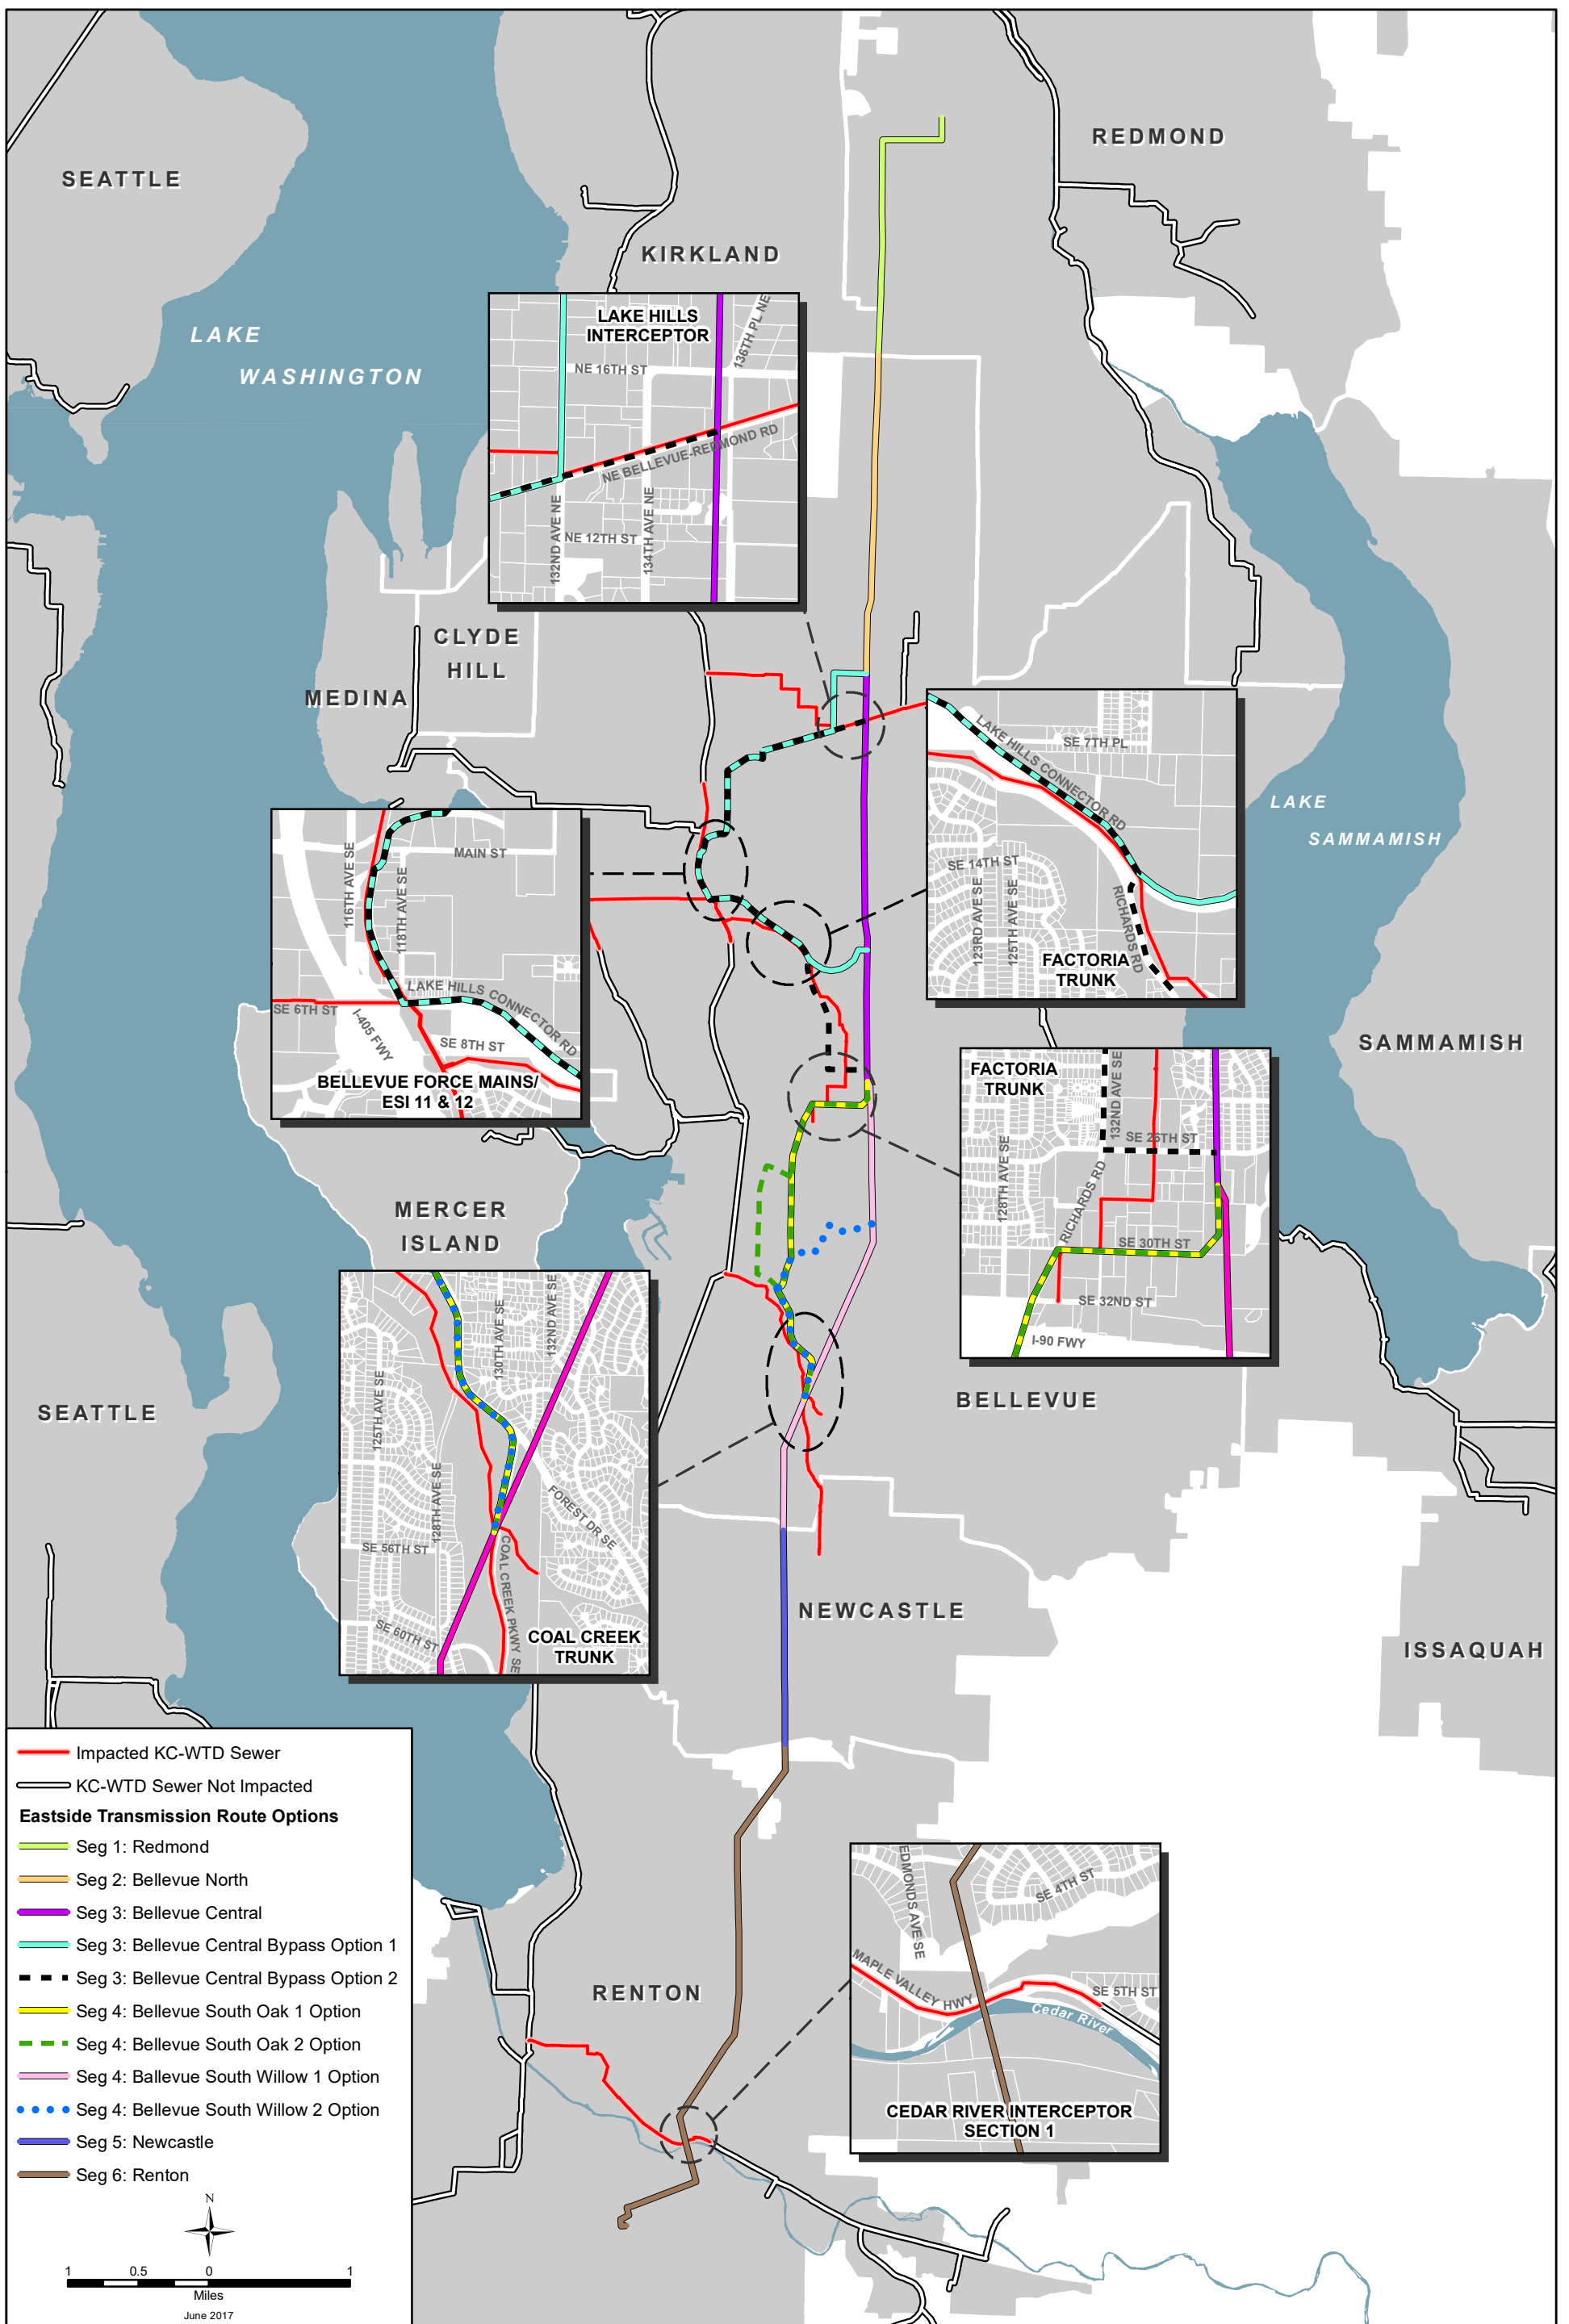 REDMOND
SEATTLE
KIRKLAND
LAKE
WASHINGTON
LAKE HILLS
INTERCEPTOR
136TH PL NE
NE 16TH ST
NE BELLEVUE-REDMOND RD
132ND AVE NE
134TH AVE NE
NE 12TH ST
CLYDE
HILL
MEDINA
LAKE HILLS CONNECTOR RD
SE 7TH PL
SE 14TH ST
123RD AVE SE
125TH AVE SE
RICHARDS RD
FACTORIA
TRUNK
LAKE
SAMMAMISH
MAIN ST
116TH AVE SE
118TH AVE SE
LAKE HILLS CONNECTOR RD
SE 6TH ST
I-405 FWY
SE 8TH ST
BELLEVUE FORCE MAINS/
ESI 11 & 12
SAMMAMISH
FACTORIA
TRUNK
132ND AVE SE
SE 26TH ST
128TH AVE SE
RICHARDS RD
SE 30TH ST
SE 32ND ST
I-90 FWY
MERCER
ISLAND
130TH AVE SE
132ND AVE SE
125TH AVE SE
128TH AVE SE
FOREST DR SE
SE 56TH ST
COAL CREEK PKWY SE
SE 60TH ST
COAL CREEK
TRUNK
BELLEVUE
SEATTLE
NEWCASTLE
ISSAQUAH
Impacted KC-WTD Sewer
KC-WTD Sewer Not Impacted
Eastside Transmission Route Options
Seg 1: Redmond
Seg 2: Bellevue North
Seg 3: Bellevue Central
Seg 3: Bellevue Central Bypass Option 1
Seg 3: Bellevue Central Bypass Option 2
Seg 4: Bellevue South Oak 1 Option
Seg 4: Bellevue South Oak 2 Option
Seg 4: Ballevue South Willow 1 Option
Seg 4: Bellevue South Willow 2 Option
Seg 5: Newcastle
Seg 6: Renton
N
1 0.5 0 1
Miles
June 2017
RENTON
EDMONDS AVE SE
SE 4TH ST
MAPLE VALLEY HWY
SE 5TH ST
Cedar River
CEDAR RIVER INTERCEPTOR
SECTION 1